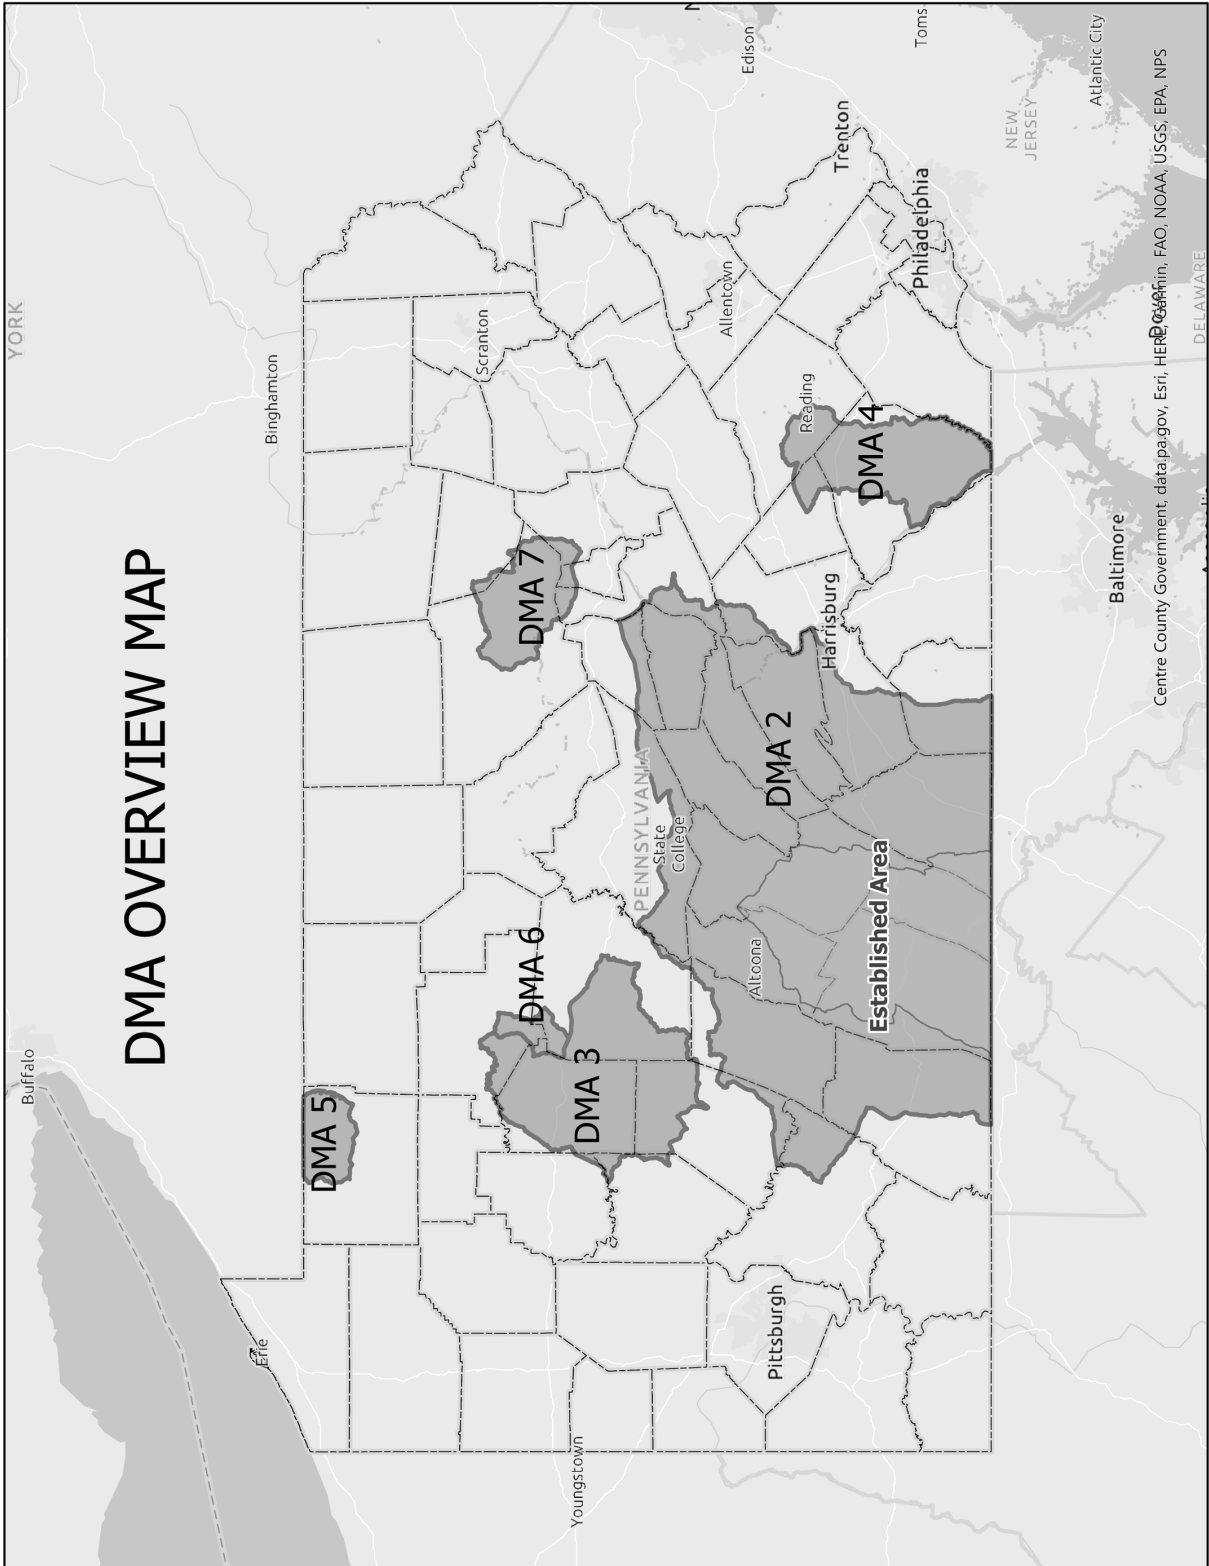 DMA OVERVIEW MAP
Buffalo
YORK
Binghamton
Erie
DMA 5
Scranton
DMA 6
DMA 7
Youngstown
DMA 3
PENNSYLVANIA
State
College
Allentown
Edison
Altoona
DMA 2
Reading
Pittsburgh
Harrisburg
Trenton
DMA 4
Established Area
Philadelphia
Toms
NEW
JERSEY
Atlantic City
Baltimore
DELAWARE
Centre County Government, data.pa.gov, Esri, HERE, Garmin, FAO, NOAA, USGS, EPA, NPS